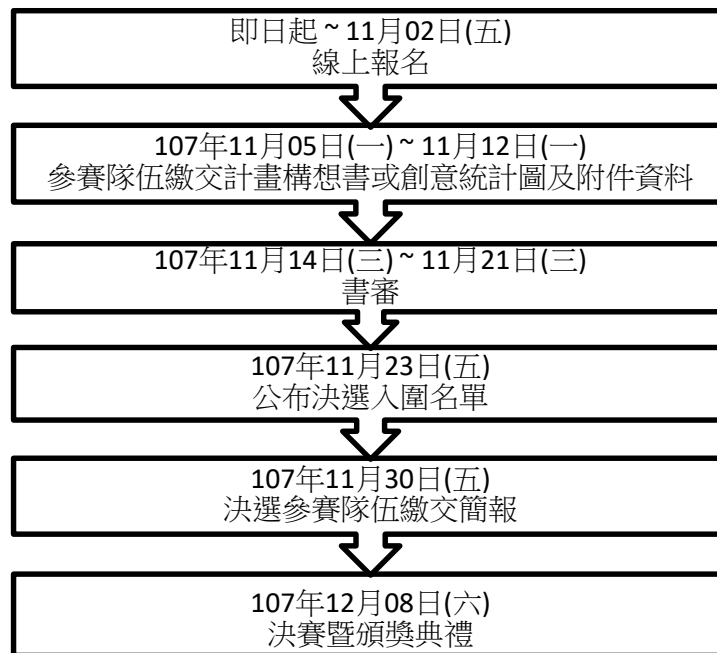 即日起 ~ 11月02日(五)
線上報名
107年11月05日(一) ~ 11月12日(一)
參賽隊伍繳交計畫構想書或創意統計圖及附件資料
107年11月14日(三) ~ 11月21日(三)
書審
107年11月23日(五)
公布決選入圍名單
107年11月30日(五)
決選參賽隊伍繳交簡報
107年12月08日(六)
決賽暨頒獎典禮